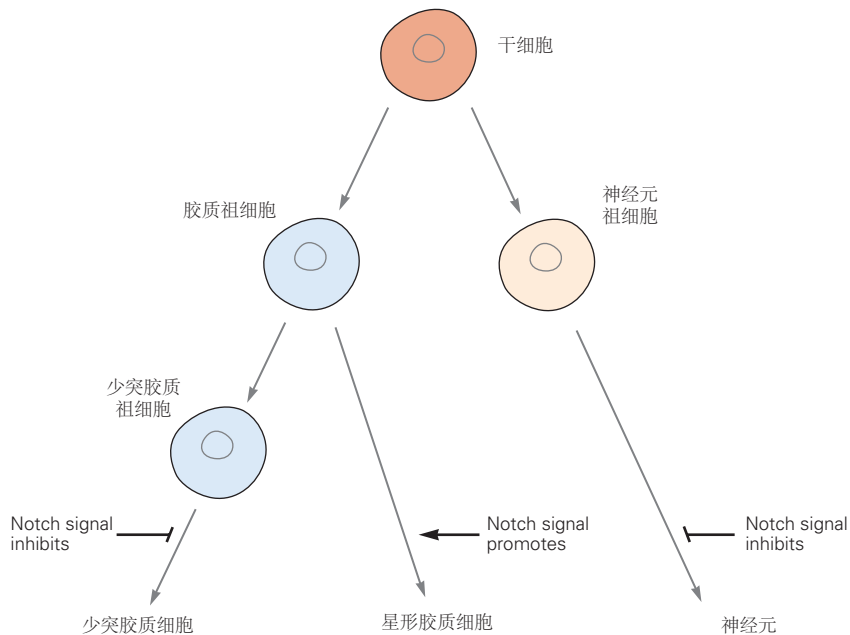 干细胞
胶质祖细胞
神经元
祖细胞
少突胶质
祖细胞
Notch signal
inhibits
Notch signal
promotes
Notch signal
inhibits
少突胶质细胞
星形胶质细胞
神经元